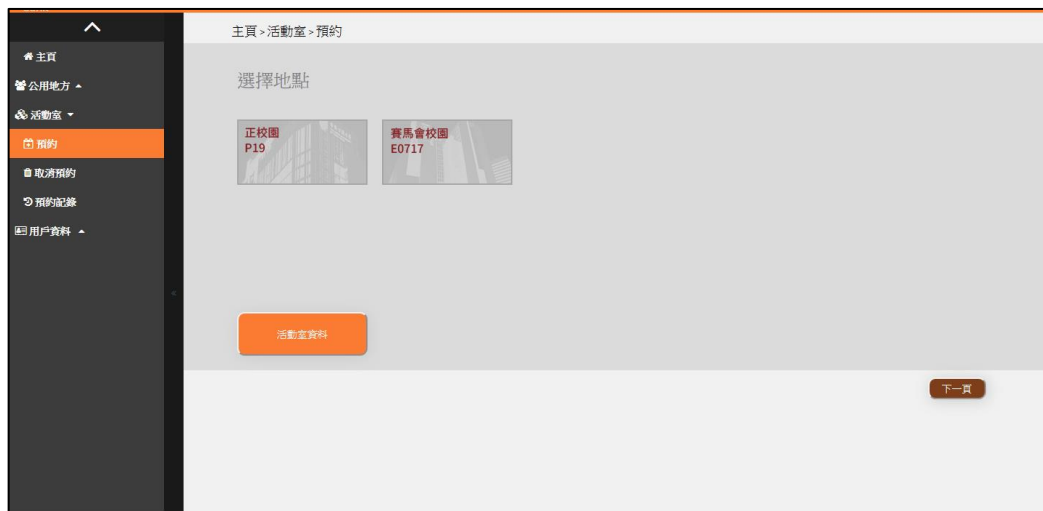 主頁>活動室>預約
主頁
公用地方
活動室
預約
取消預約
預約記錄
用戶資料
<
選擇地點
正校園
P19
賽馬會校園
E0717
活動室資料
下一頁